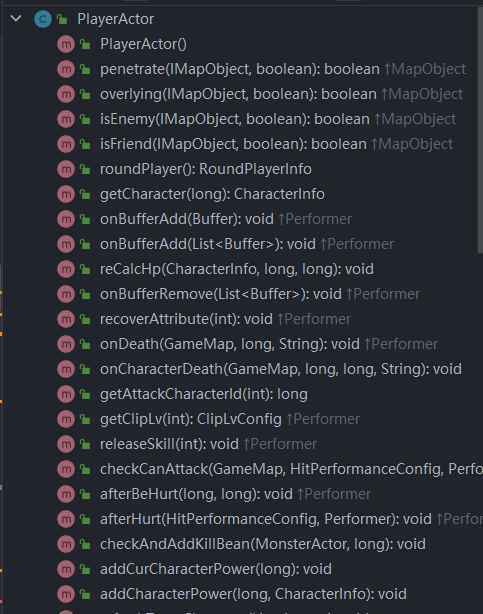 PlayerActor
PlayerActor()
penetrate(IMapObject, boolean): boolean ↑MapObject
overlying(IMapObject, boolean): boolean ↑MapObject
isEnemy(IMapObject, boolean): boolean ↑MapObject
isFriend(IMapObject, boolean): boolean ↑MapObject
roundPlayer(): RoundPlayerInfo
getCharacter(long): CharacterInfo
onBufferAdd(Buffer): void ↑Performer
onBufferAdd(List<Buffer>): void ↑Performer
reCalcHp(CharacterInfo, long, long): void
onBufferRemove(List<Buffer>): void ↑Performer
recoverAttribute(int): void ↑Performer
onDeath(GameMap, long, String): void ↑Performer
onCharacterDeath(GameMap, long, long, String): void
getAttackCharacterId(int): long
getClipLv(int): ClipLvConfig ↑Performer
releaseSkill(int): void ↑Performer
checkCanAttack(GameMap, HitPerformanceConfig, Perfo
afterBeHurt(long, long): void ↑Performer
afterHurt(HitPerformanceConfig, Performer): void ↑Perfor
checkAndAddKillBean(MonsterActor, long): void
addCurCharacterPower(long): void
addCharacterPower(long, CharacterInfo): void